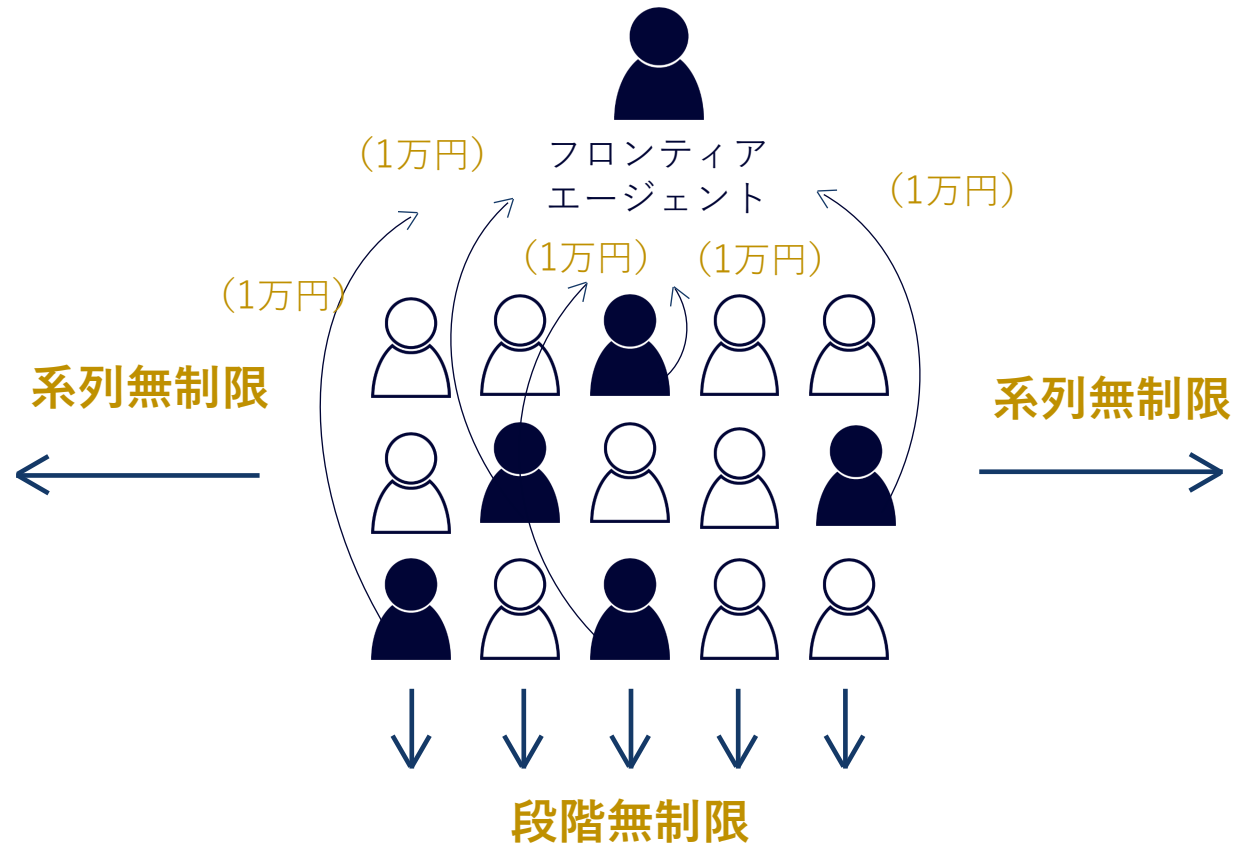 （1万円）
フロンティア
エージェント
（1万円）
（1万円）
（1万円）
（1万円）
系列無制限
系列無制限
段階無制限